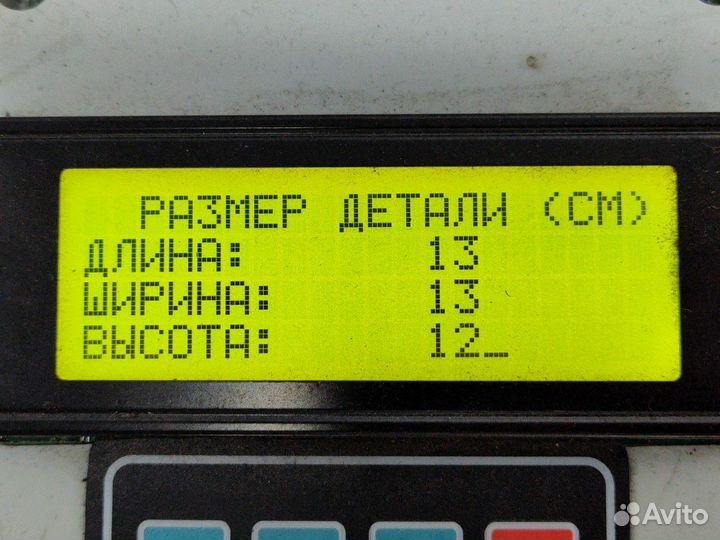 РАЗМЕР ДЕТАЛИ (СМ)
ДЛИНА: 13
ШИРИНА: 13
ВЫСОТА: 12_
Avito